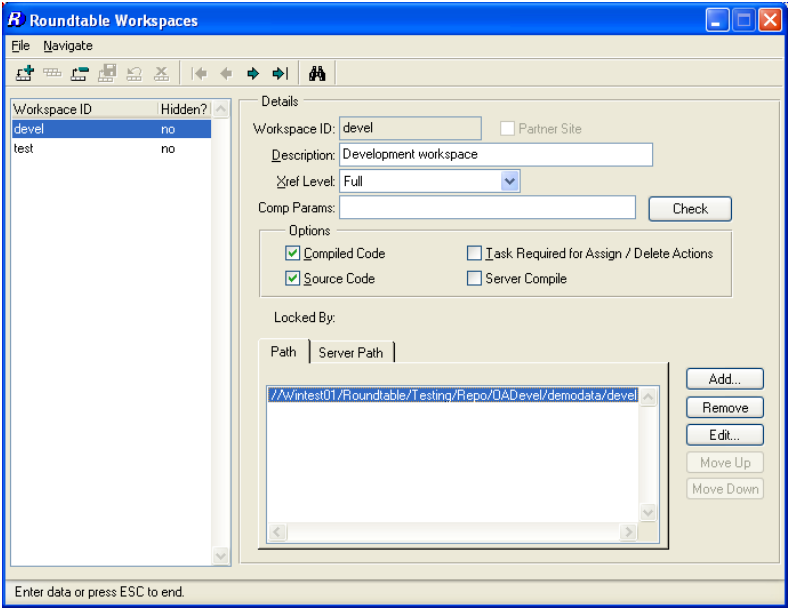 R Roundtable Workspaces
File Navigate
Workspace ID Hidden?
devel no
test no
Details
Workspace ID: devel Partner Site
Description: Development workspace
Xref Level: Full
Comp Params: Check
Options
Compiled Code Task Required for Assign / Delete Actions
Source Code Server Compile
Locked By:
Path Server Path
//Wintest01/Roundtable/Testing/Repo/OADevel/demodata/devel
Add...
Remove
Edit...
Move Up
Move Down
Enter data or press ESC to end.